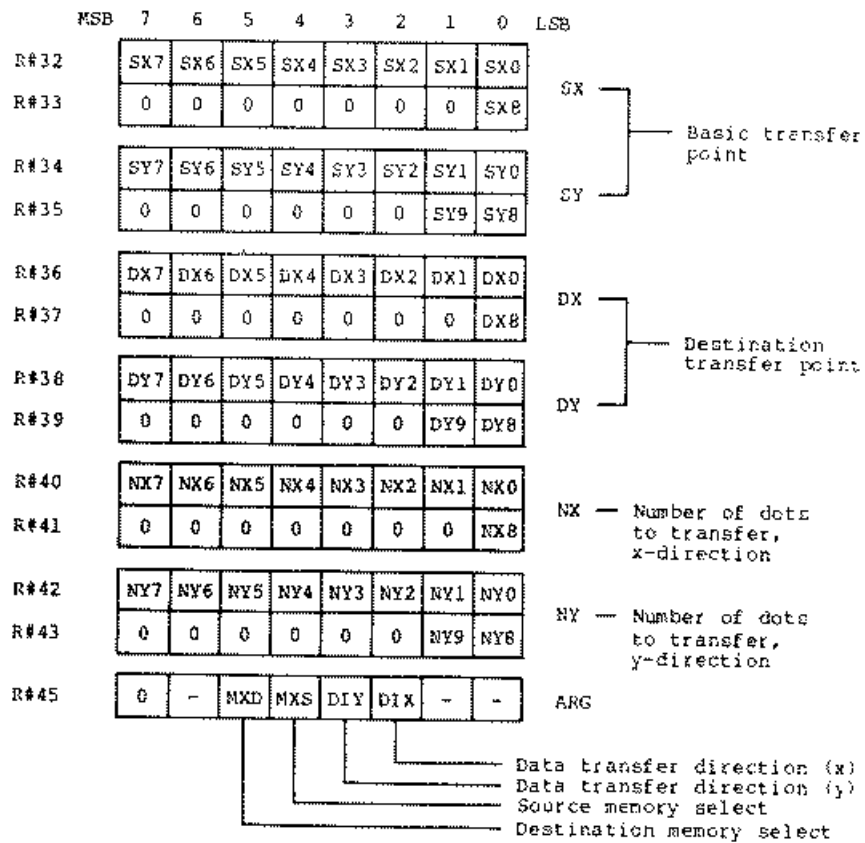 MSB 7 6 5 4 3 2 1 0 LSB
R#32 SX7 SX6 SX5 SX4 SX3 SX2 SX1 SX0
SX
R#33 0 0 0 0 0 0 0 SX8
Basic transfer
point
R#34 SY7 SY6 SY5 SY4 SY3 SY2 SY1 SY0
SY
R#35 0 0 0 0 0 0 SY9 SY8
R#36 DX7 DX6 DX5 DX4 DX3 DX2 DX1 DX0
DX
R#37 0 0 0 0 0 0 0 DX8
Destination
transfer point
R#38 DY7 DY6 DY5 DY4 DY3 DY2 DY1 DY0
DY
R#39 0 0 0 0 0 0 DY9 DY8
R#40 NX7 NX6 NX5 NX4 NX3 NX2 NX1 NX0
NX — Number of dots
to transfer,
x-direction
R#41 0 0 0 0 0 0 0 NX8
R#42 NY7 NY6 NY5 NY4 NY3 NY2 NY1 NY0
NY — Number of dots
to transfer,
y-direction
R#43 0 0 0 0 0 0 NY9 NY8
R#45 0 - MXD MXS DIY DIX - - ARG
Data transfer direction (x)
Data transfer direction (y)
Source memory select
Destination memory select